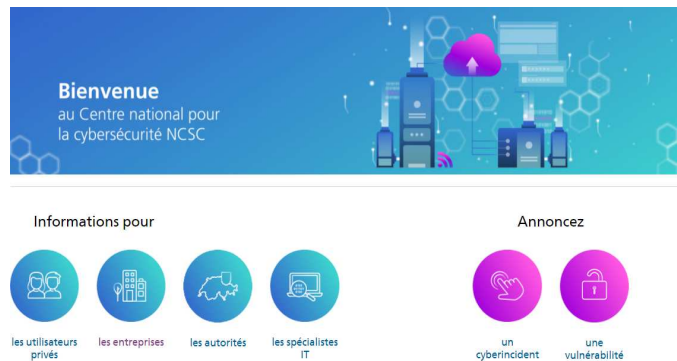 Bienvenue
au Centre national pour
la cybersécurité NCSC
Informations pour
Annoncez
les utilisateurs
privés
les entreprises
les autorités
les spécialistes
IT
un
cyberincident
une
vulnérabilité